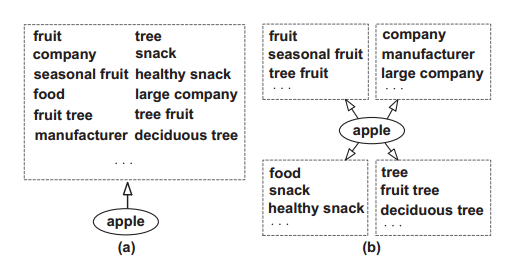 fruit tree
company snack
seasonal fruit healthy snack
food large company
fruit tree tree fruit
manufacturer deciduous tree
. . .
apple
(a)
fruit
seasonal fruit
tree fruit
. . .
company
manufacturer
large company
. . .
apple
food
snack
healthy snack
. . .
tree
fruit tree
deciduous tree
. . .
(b)